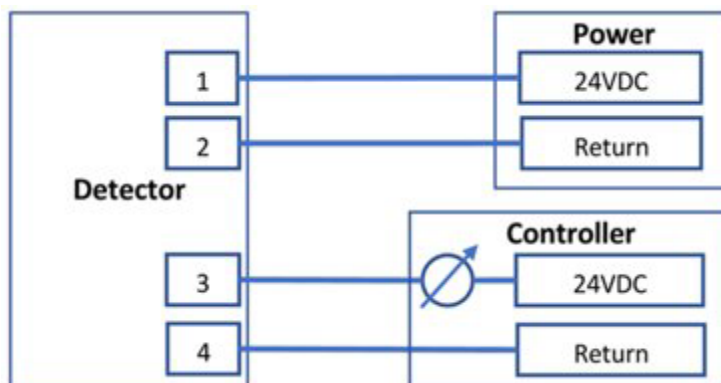 Power
1
24VDC
2
Return
Detector
Controller
3
24VDC
4
Return